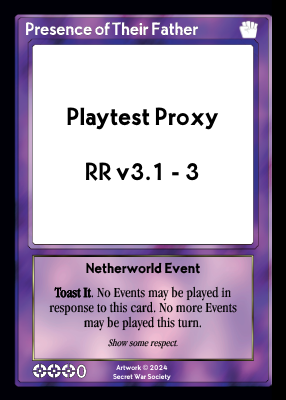 Presence of Their Father
Playtest Proxy
RR v3.1 - 3
Netherworld Event
Toast It. No Events may be played in
response to this card. No more Events
may be played this turn.
Show some respect.
Artwork © 2024
Secret War Society
0